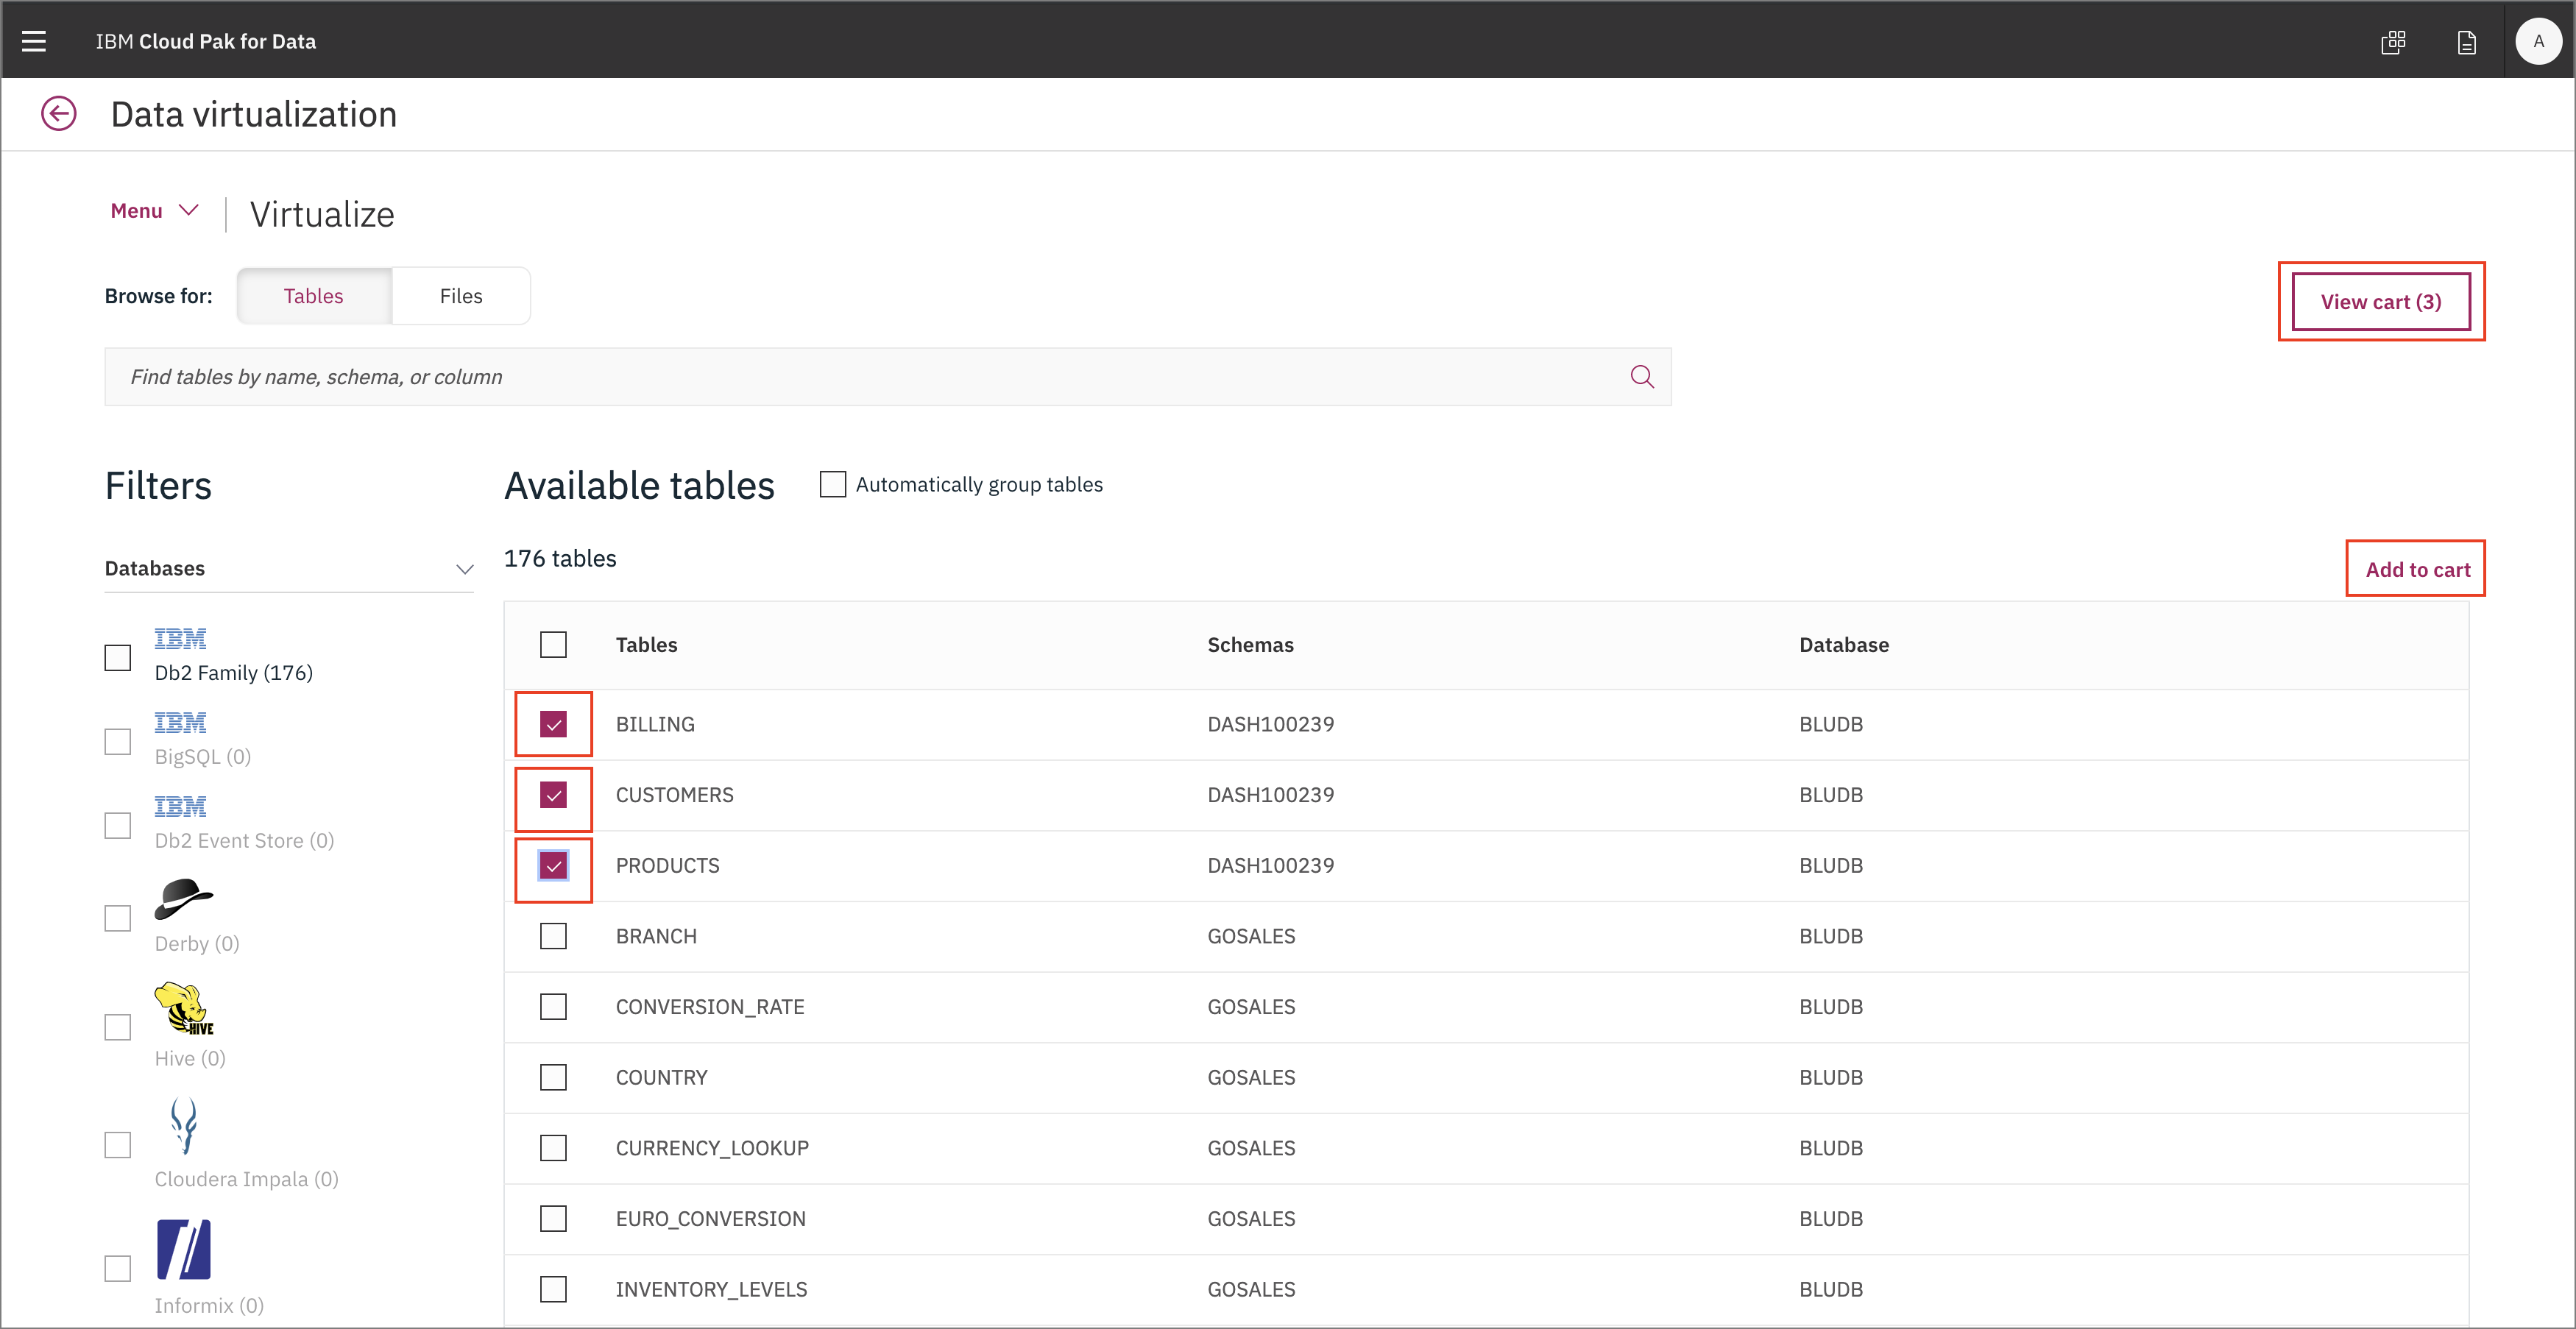 IBM Cloud Pak for Data
A
Data virtualization
Menu
Virtualize
Browse for:
Tables
Files
View cart (3)
Find tables by name, schema, or column
Filters
Available tables
Automatically group tables
Databases
176 tables
Add to cart
IBM
Db2 Family (176)
IBM
BigSQL (0)
IBM
Db2 Event Store (0)
Derby (0)
HIVE
Hive (0)
Cloudera Impala (0)
Informix (0)
Tables Schemas Database
BILLING DASH100239 BLUDB
CUSTOMERS DASH100239 BLUDB
PRODUCTS DASH100239 BLUDB
BRANCH GOSALES BLUDB
CONVERSION_RATE GOSALES BLUDB
COUNTRY GOSALES BLUDB
CURRENCY_LOOKUP GOSALES BLUDB
EURO_CONVERSION GOSALES BLUDB
INVENTORY_LEVELS GOSALES BLUDB